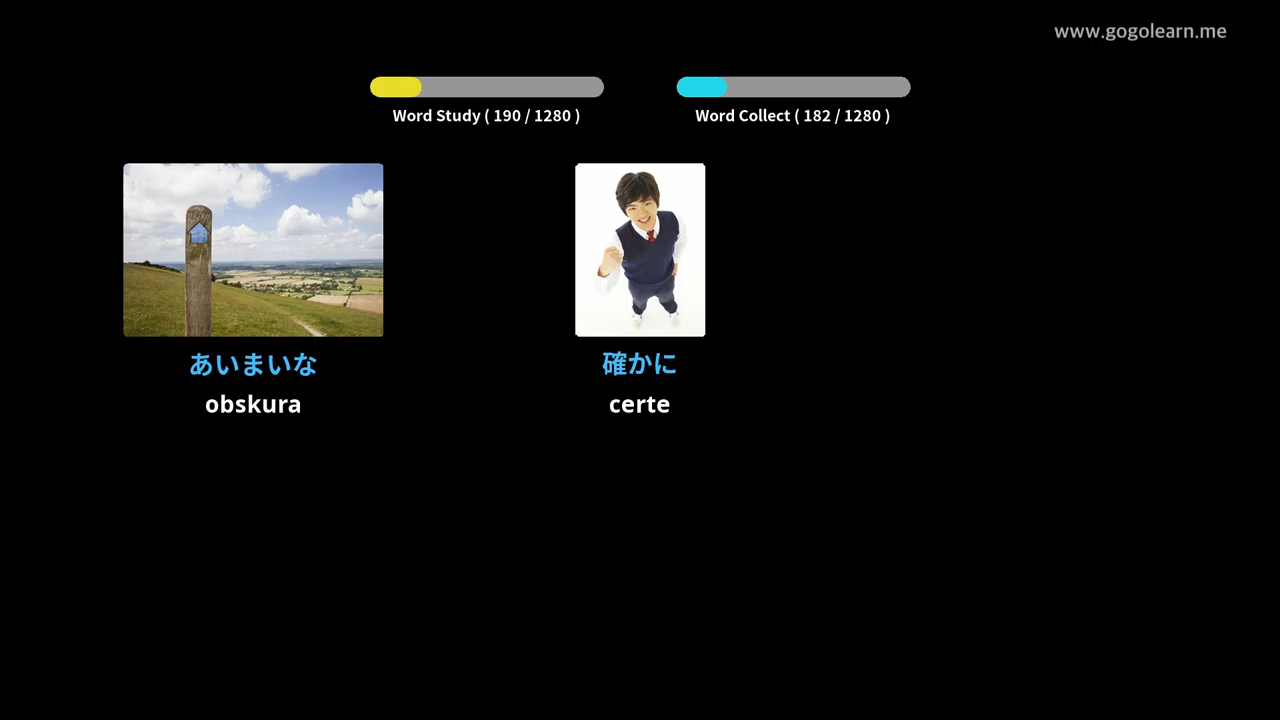 www.gogolearn.me
Word Study ( 190 / 1280 )
Word Collect ( 182 / 1280 )
あいまいな
obskura
確かに
certe